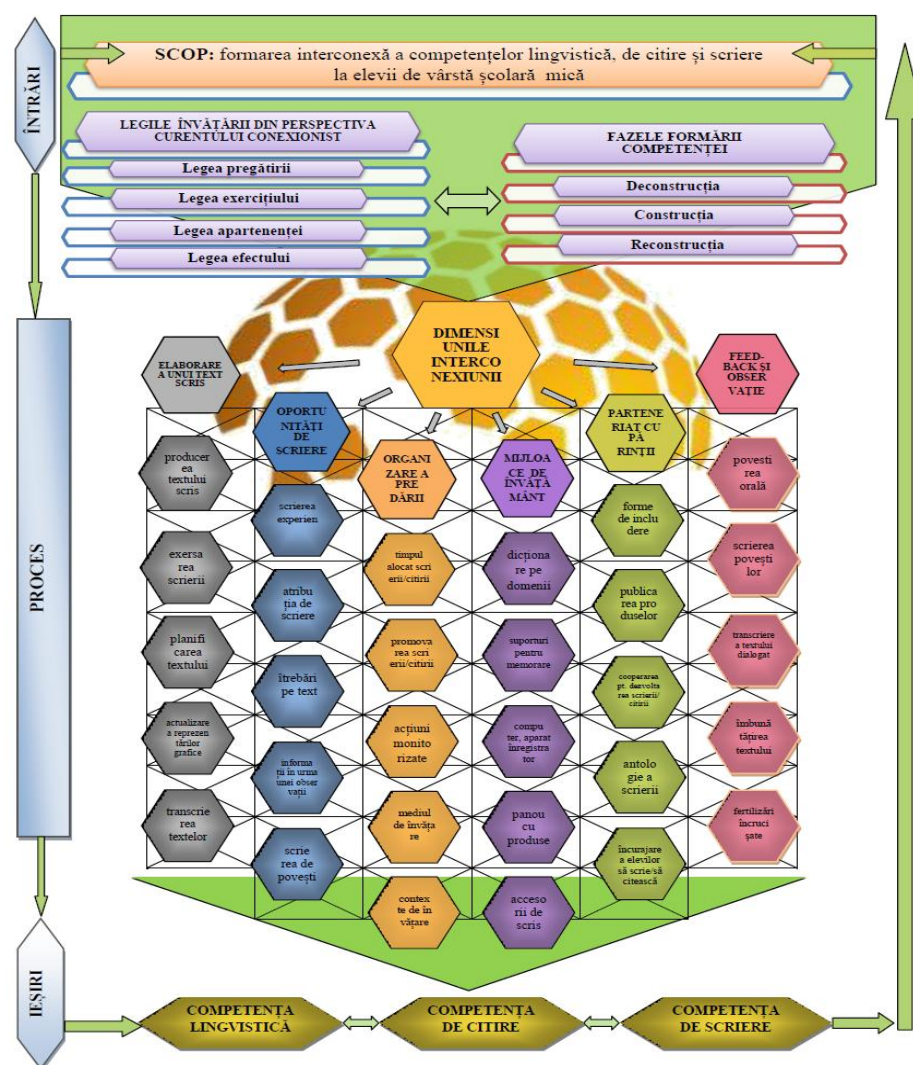 ÎNTRĂRI
SCOP: formarea interconexă a competențelor lingvistică, de citire și scriere
la elevii de vârstă școlară mică
LEGILE ÎNVĂȚĂRII DIN PERSPECTIVA
CURENTULUI CONEXIONIST
Legea pregătirii
Legea exercițiului
Legea apartenenței
Legea efectului
FAZELE FORMĂRII
COMPETENȚEI
Deconstrucția
Construcția
Reconstrucția
PROCES
DIMENSI
UNILE
INTERCO
NEXIUNII
ELABORARE
A UNUI TEXT
SCRIS
producer
ea
textului
scris
exersa
rea
scrierii
planifi
carea
textului
actualizare
a reprezen
tărilor
grafice
transcrie
rea
textelor
OPORTU
NITĂȚI
DE
SCRIERE
scrierea
experien
atribu
ția de
scriere
îtrebări
pe text
informa
ții în urma
unei obser
vații
scrie
rea de
povești
ORGANI
ZARE A
PRE
DĂRII
timpul
alocat scri
erii/citirii
promova
rea scri
erii/citirii
acțiuni
monito
rizate
mediul
de învăța
re
contex
te de în
vățare
MIJLOA
CE DE
ÎNVĂȚĂ
MÂNT
dicționa
re pe
domenii
suporturi
pentru
memorare
compu
ter, aparat
înregistra
tor
panou
cu
produse
acceso
rii de
scris
PARTENE
RIAT CU
PĂ
RINȚII
forme
de inclu
dere
publica
rea pro
duselor
cooperarea
pt. dezvolta
rea scrierii/
citirii
antolo
gie a
scrierii
încurajare
a elevilor
să scrie/să
citească
FEED-
BACK ȘI
OBSER
VAȚIE
povesti
rea
orală
scrierea
povești
lor
transcriere
a textului
dialogat
îmbună
tățirea
textului
fertilizări
încruci
șate
IEȘIRI
COMPETENȚA
LINGVISTICĂ
COMPETENȚA
DE CITIRE
COMPETENȚA
DE SCRIERE